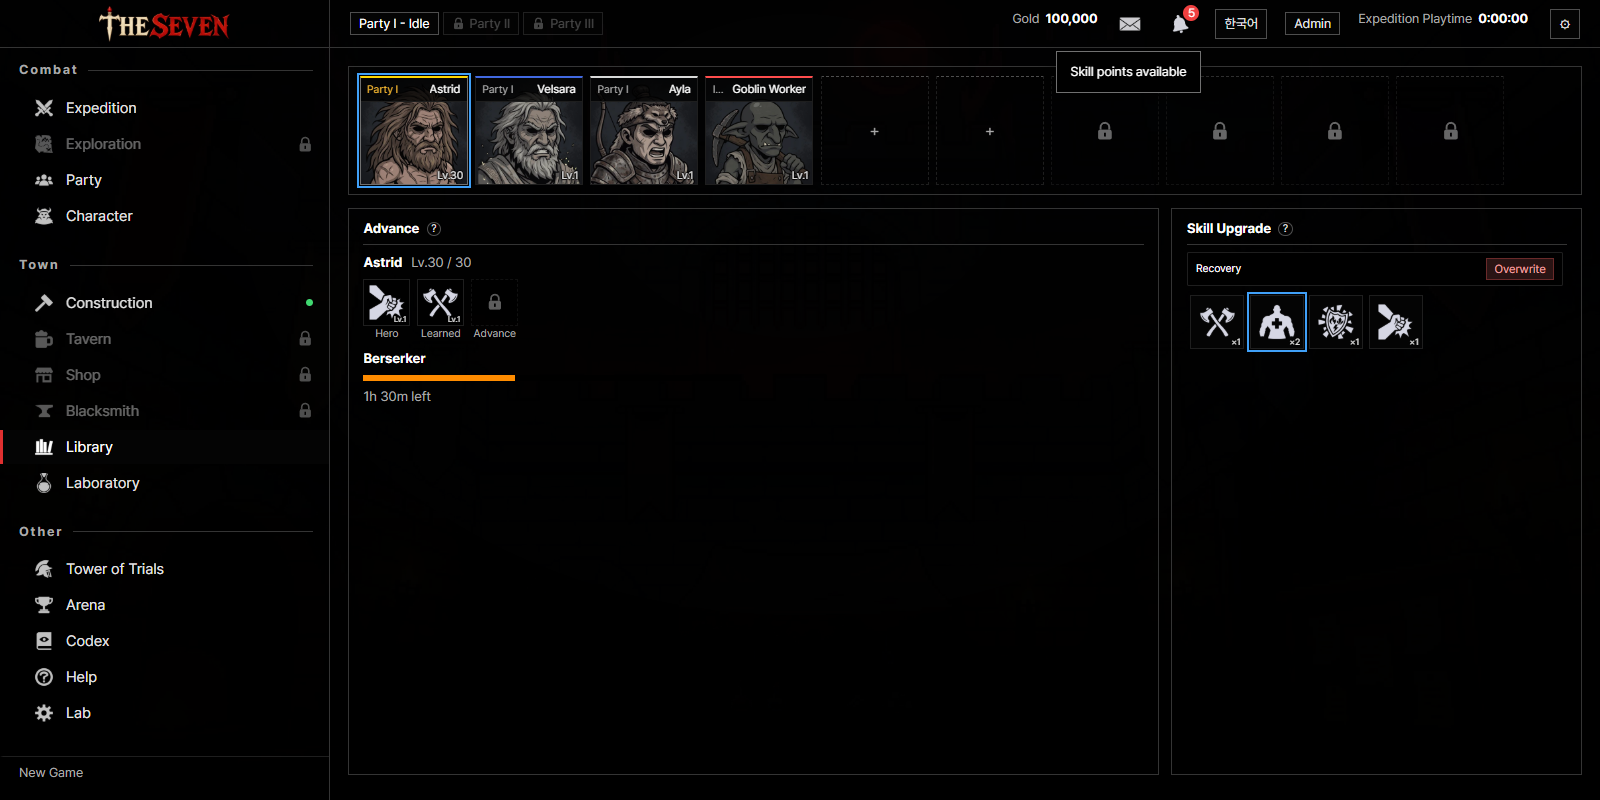 THE SEVEN
Party I - Idle
Party II
Party III
Gold 100,000
5
한국어
Admin
Expedition Playtime 0:00:00
Skill points available
Combat
Expedition
Exploration
Party
Character
Town
Construction
Tavern
Shop
Blacksmith
Library
Laboratory
Other
Tower of Trials
Arena
Codex
Help
Lab
New Game
Party I Astrid
Lv.30
Party I Velsara
Lv.1
Party I Ayla
Lv.1
I... Goblin Worker
Lv.1
+
+
Advance ?
Astrid Lv.30 / 30
Lv.1
Lv.1
Hero
Learned
Advance
Berserker
1h 30m left
Skill Upgrade ?
Recovery
Overwrite
×1
×2
×1
×1